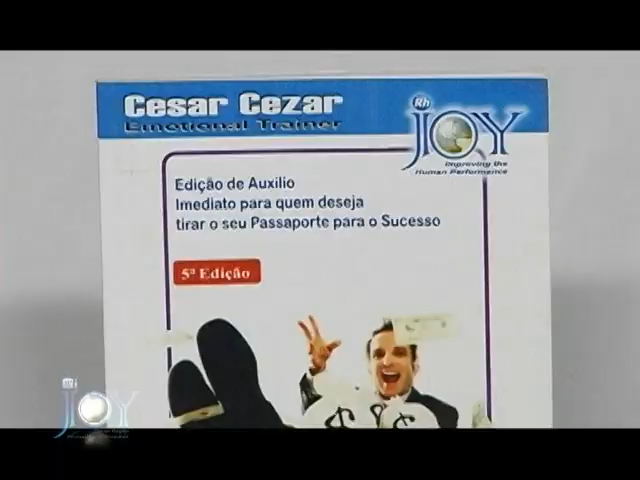 Cesar Cezar
Emotional Trainer
Rh
JOY
Improving the
Human Performance
Edição de Auxilio
Imediato para quem deseja
tirar o seu Passaporte para o Sucesso
5ª Edição
$
$
JOY